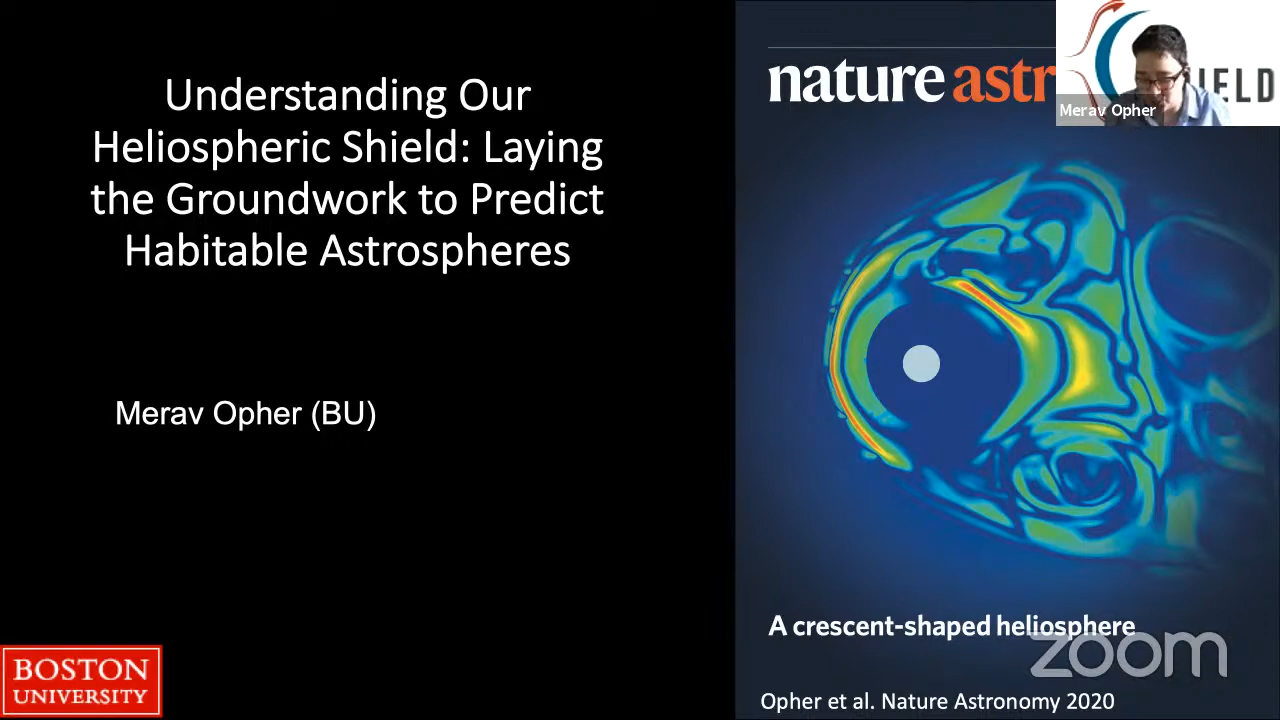 Understanding Our
Heliospheric Shield: Laying
the Groundwork to Predict
Habitable Astrospheres
Merav Opher (BU)
BOSTON
UNIVERSITY
nature astr
IELD
Merav Opher
A crescent-shaped heliosphere
zoom
Opher et al. Nature Astronomy 2020